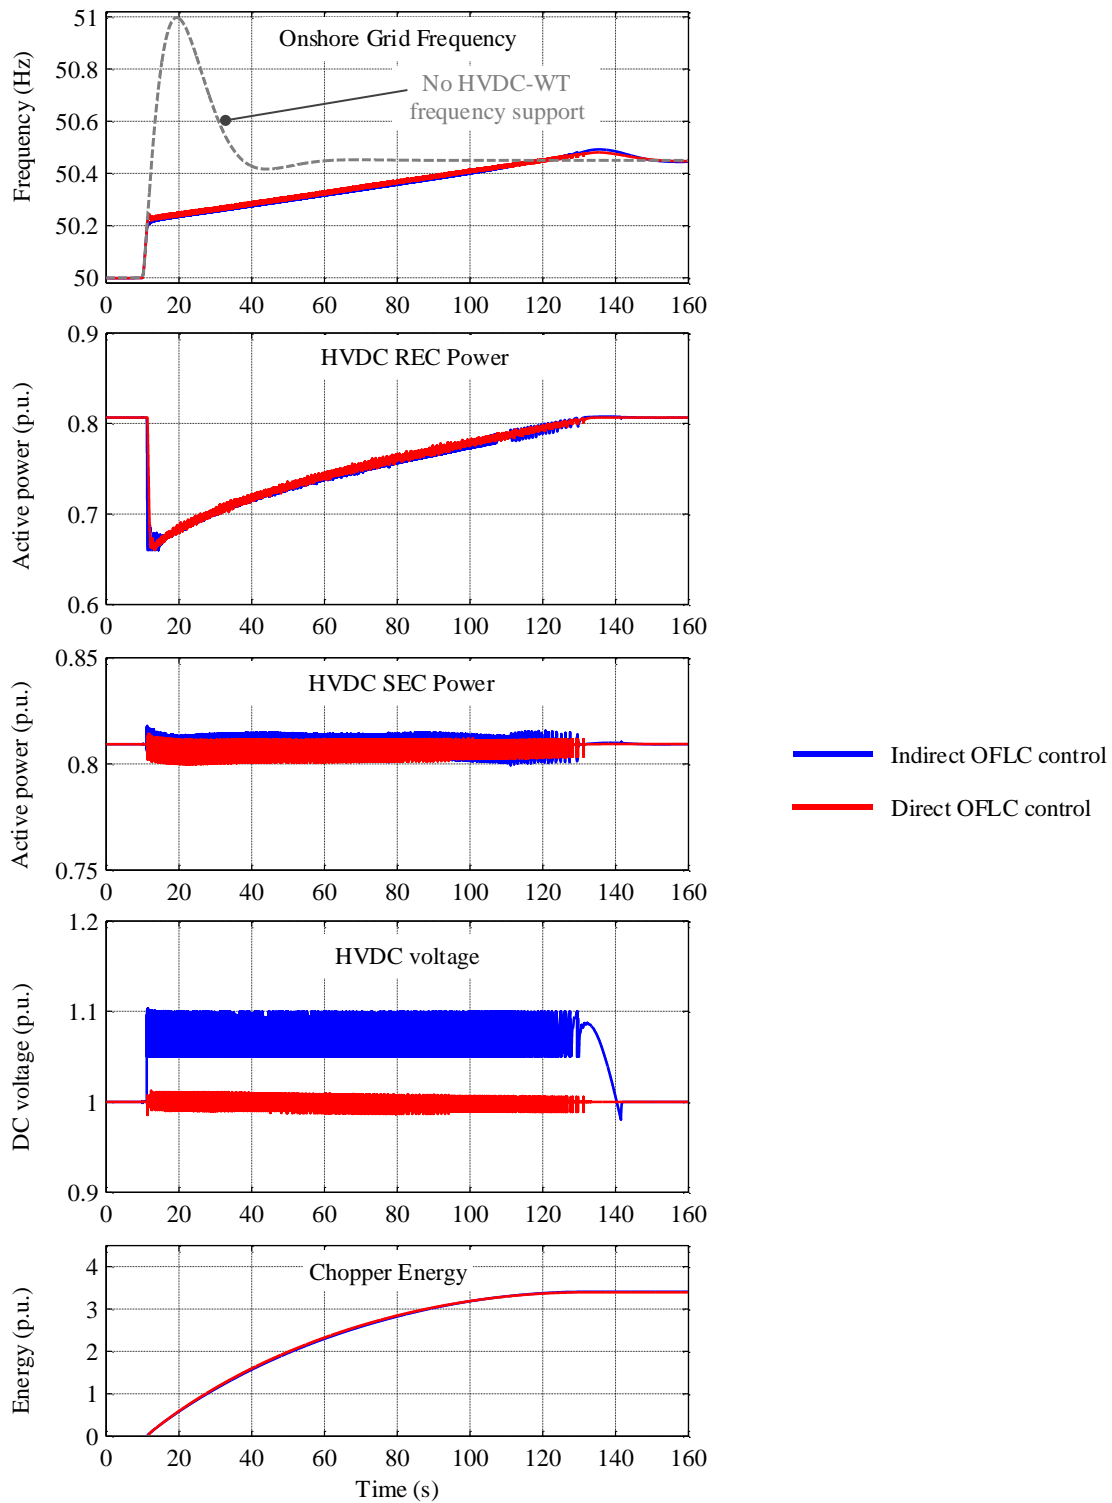 Onshore Grid Frequency
No HVDC-WT
frequency support
Frequency (Hz)
51
50.8
50.6
50.4
50.2
50
0 20 40 60 80 100 120 140 160
HVDC REC Power
Active power (p.u.)
0.9
0.8
0.7
0.6
0 20 40 60 80 100 120 140 160
HVDC SEC Power
Active power (p.u.)
0.85
0.8
0.75
0 20 40 60 80 100 120 140 160
Indirect OFLC control
Direct OFLC control
HVDC voltage
DC voltage (p.u.)
1.2
1.1
1
0.9
0 20 40 60 80 100 120 140 160
Chopper Energy
Energy (p.u.)
4
3
2
1
0
0 20 40 60 80 100 120 140 160
Time (s)